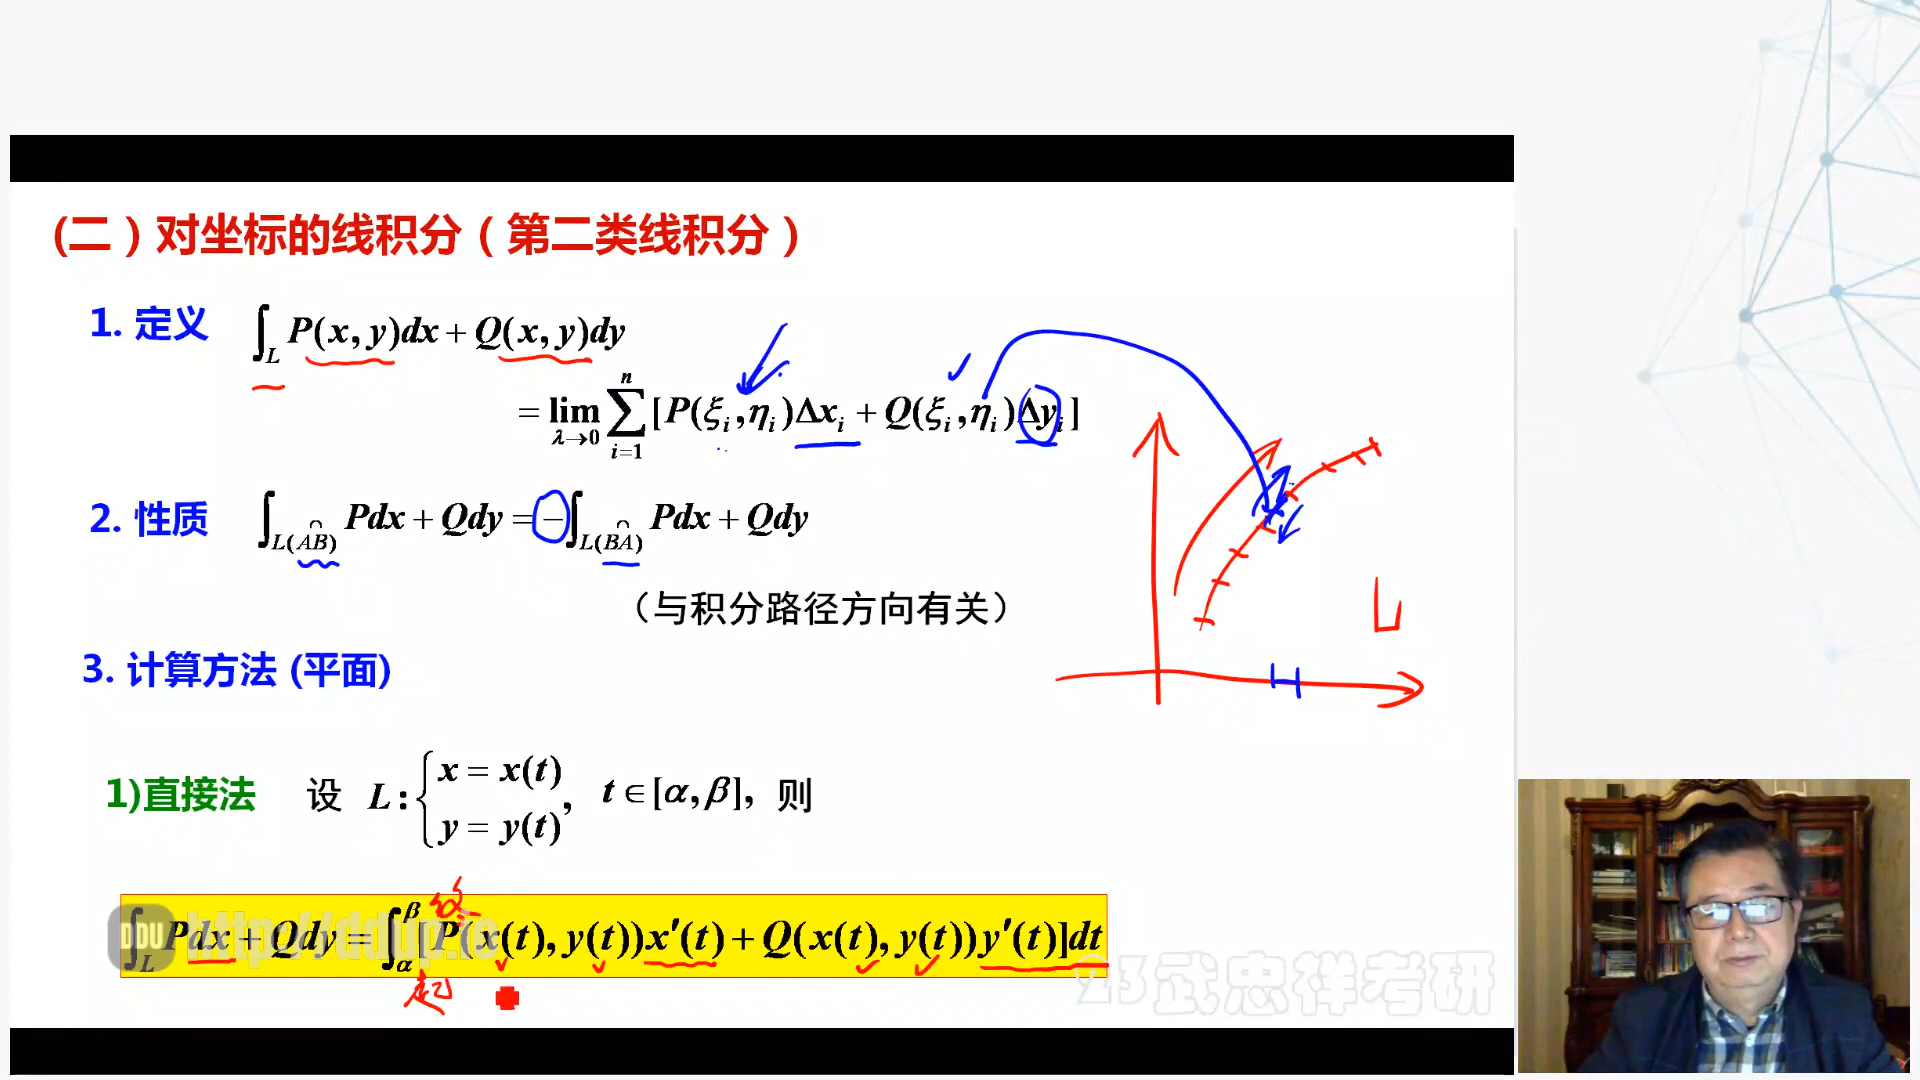 (二）对坐标的线积分（第二类线积分）
1. 定义 ∫_L P(x, y)dx + Q(x, y)dy
= lim_{λ→0} ∑_{i=1}^{n} [P(ξ_i, η_i)Δx_i + Q(ξ_i, η_i)Δy_i]
2. 性质 ∫_{L(AB)} Pdx + Qdy = −∫_{L(BA)} Pdx + Qdy
（与积分路径方向有关）
L
3. 计算方法 (平面)
1)直接法 设 L: { x = x(t) y = y(t) , t ∈ [α, β], 则
终
∫_L Pdx + Qdy = ∫_α^β [P(x(t), y(t))x′(t) + Q(x(t), y(t))y′(t)]dt
起
DDU
23武忠祥考研